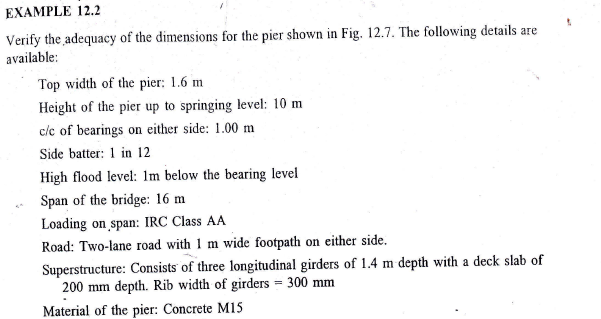 EXAMPLE 12.2
Verify the adequacy of the dimensions for the pier shown in Fig. 12.7. The following details are
available:
Top width of the pier: 1.6 m
Height of the pier up to springing level: 10 m
c/c of bearings on either side: 1.00 m
Side batter: 1 in 12
High flood level: 1m below the bearing level
Span of the bridge: 16 m
Loading on span: IRC Class AA
Road: Two-lane road with 1 m wide footpath on either side.
Superstructure: Consists of three longitudinal girders of 1.4 m depth with a deck slab of
200 mm depth. Rib width of girders = 300 mm
Material of the pier: Concrete M15